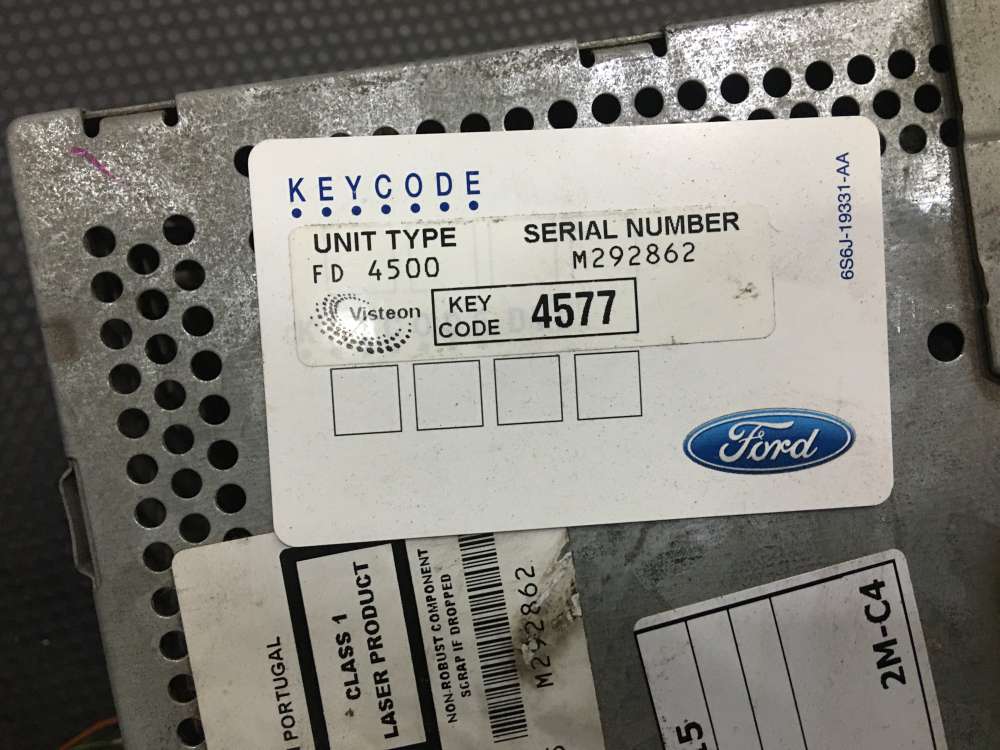 KEYCODE
6S6J-19331-AA
UNIT TYPE
SERIAL NUMBER
FD 4500
M292862
Visteon
KEY
CODE
4577
Ford
PORTUGAL
CLASS 1
LASER PRODUCT
NON-ROBUST COMPONENT
SCRAP IF DROPPED
M292862
2M-C4